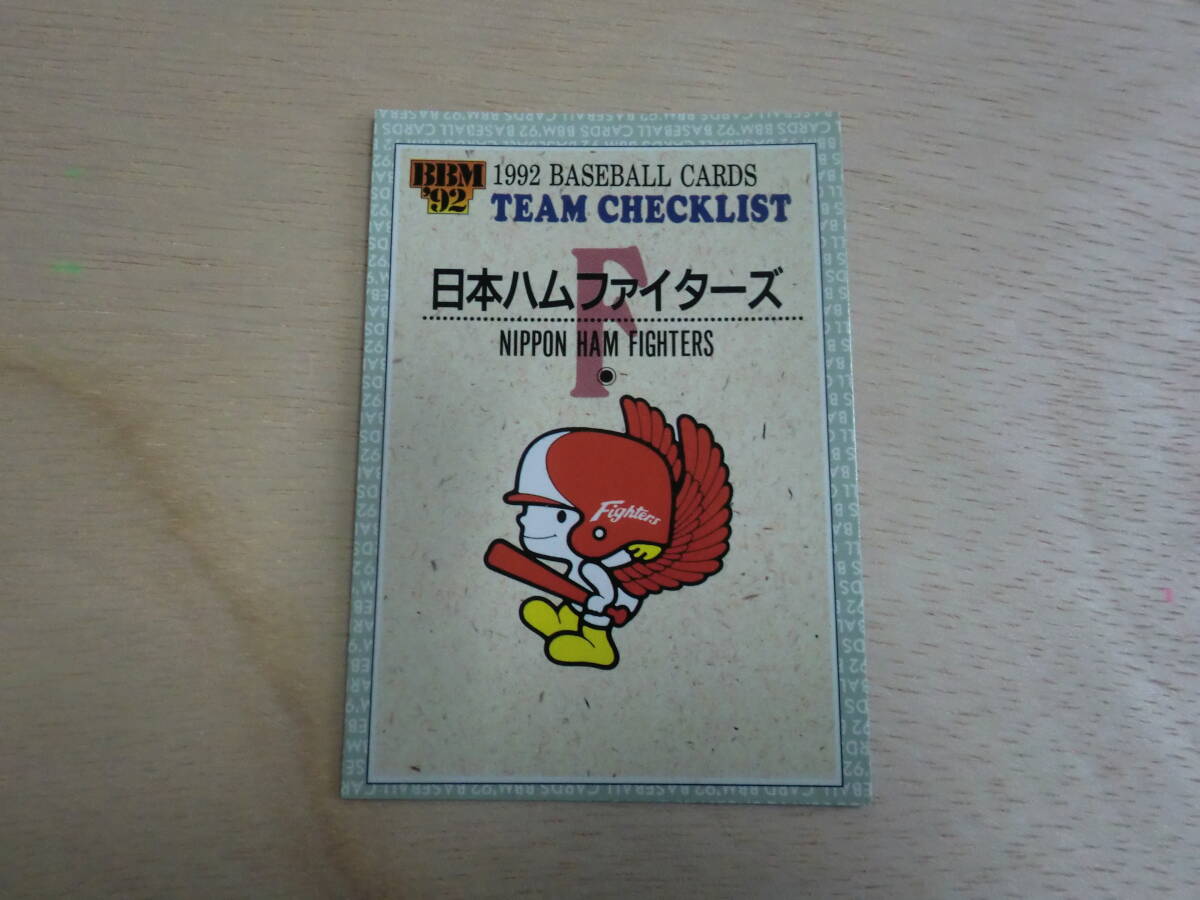 BBM
'92
1992 BASEBALL CARDS
TEAM CHECKLIST
F
日本ハムファイターズ
NIPPON HAM FIGHTERS
Fighters